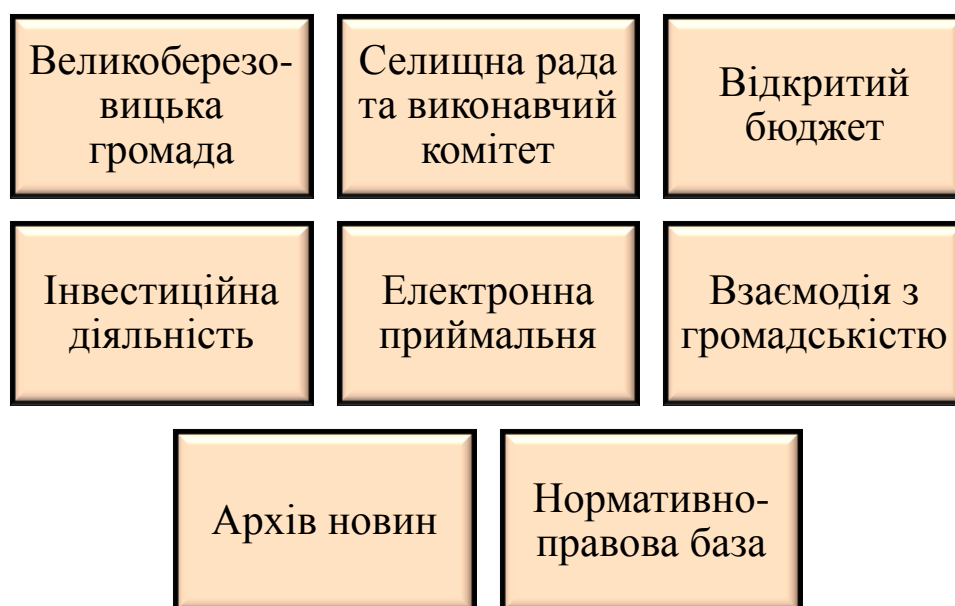 Великоберезо-
вицька
громада
Селищна рада
та виконавчий
комітет
Відкритий
бюджет
Інвестиційна
діяльність
Електронна
приймальня
Взаємодія з
громадськістю
Архів новин
Нормативно-
правова база